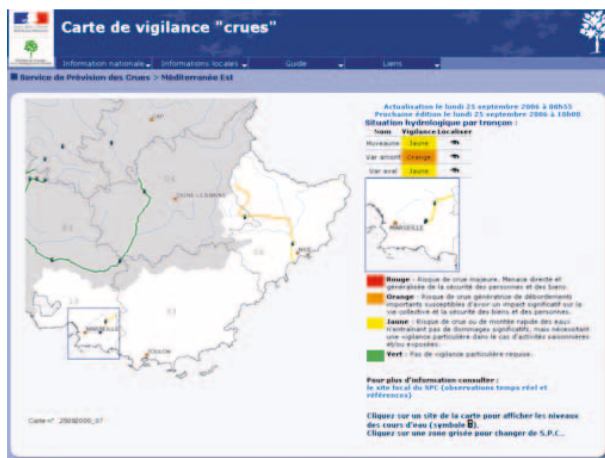 Carte de vigilance "crues"
Information nationale
Informations locales
Guide
Liens
Service de Prévision des Crues > Méditerranée Est
Actualisation le lundi 25 septembre 2006 à 08h55
Prochaine édition le lundi 25 septembre 2006 à 10h00
Situation hydrologique par tronçon :
Nom Vigilance Localiser
Huveaune Jaune
Var amont Orange
Var aval Jaune
GAP
DIGNE-LES-BAINS
NICE
MARSEILLE
TOULON
MARSEILLE
Rouge : Risque de crue majeure. Menace directe et
généralisée de la sécurité des personnes et des biens.
Orange : Risque de crue génératrice de débordements
importants susceptibles d'avoir un impact significatif sur la
vie collective et la sécurité des biens et des personnes.
Jaune : Risque de crue ou de montée rapide des eaux
n'entraînant pas de dommages significatifs, mais nécessitant
une vigilance particulière dans le cas d'activités saisonnières
et/ou exposées.
Vert : Pas de vigilance particulière requise.
Pour plus d'information consulter :
le site local du SPC (observations temps réel et
références)
Cliquez sur un site de la carte pour afficher les niveaux
des cours d'eau (symbole
).
Cliquez sur une zone grisée pour changer de S.P.C..
Carte n°